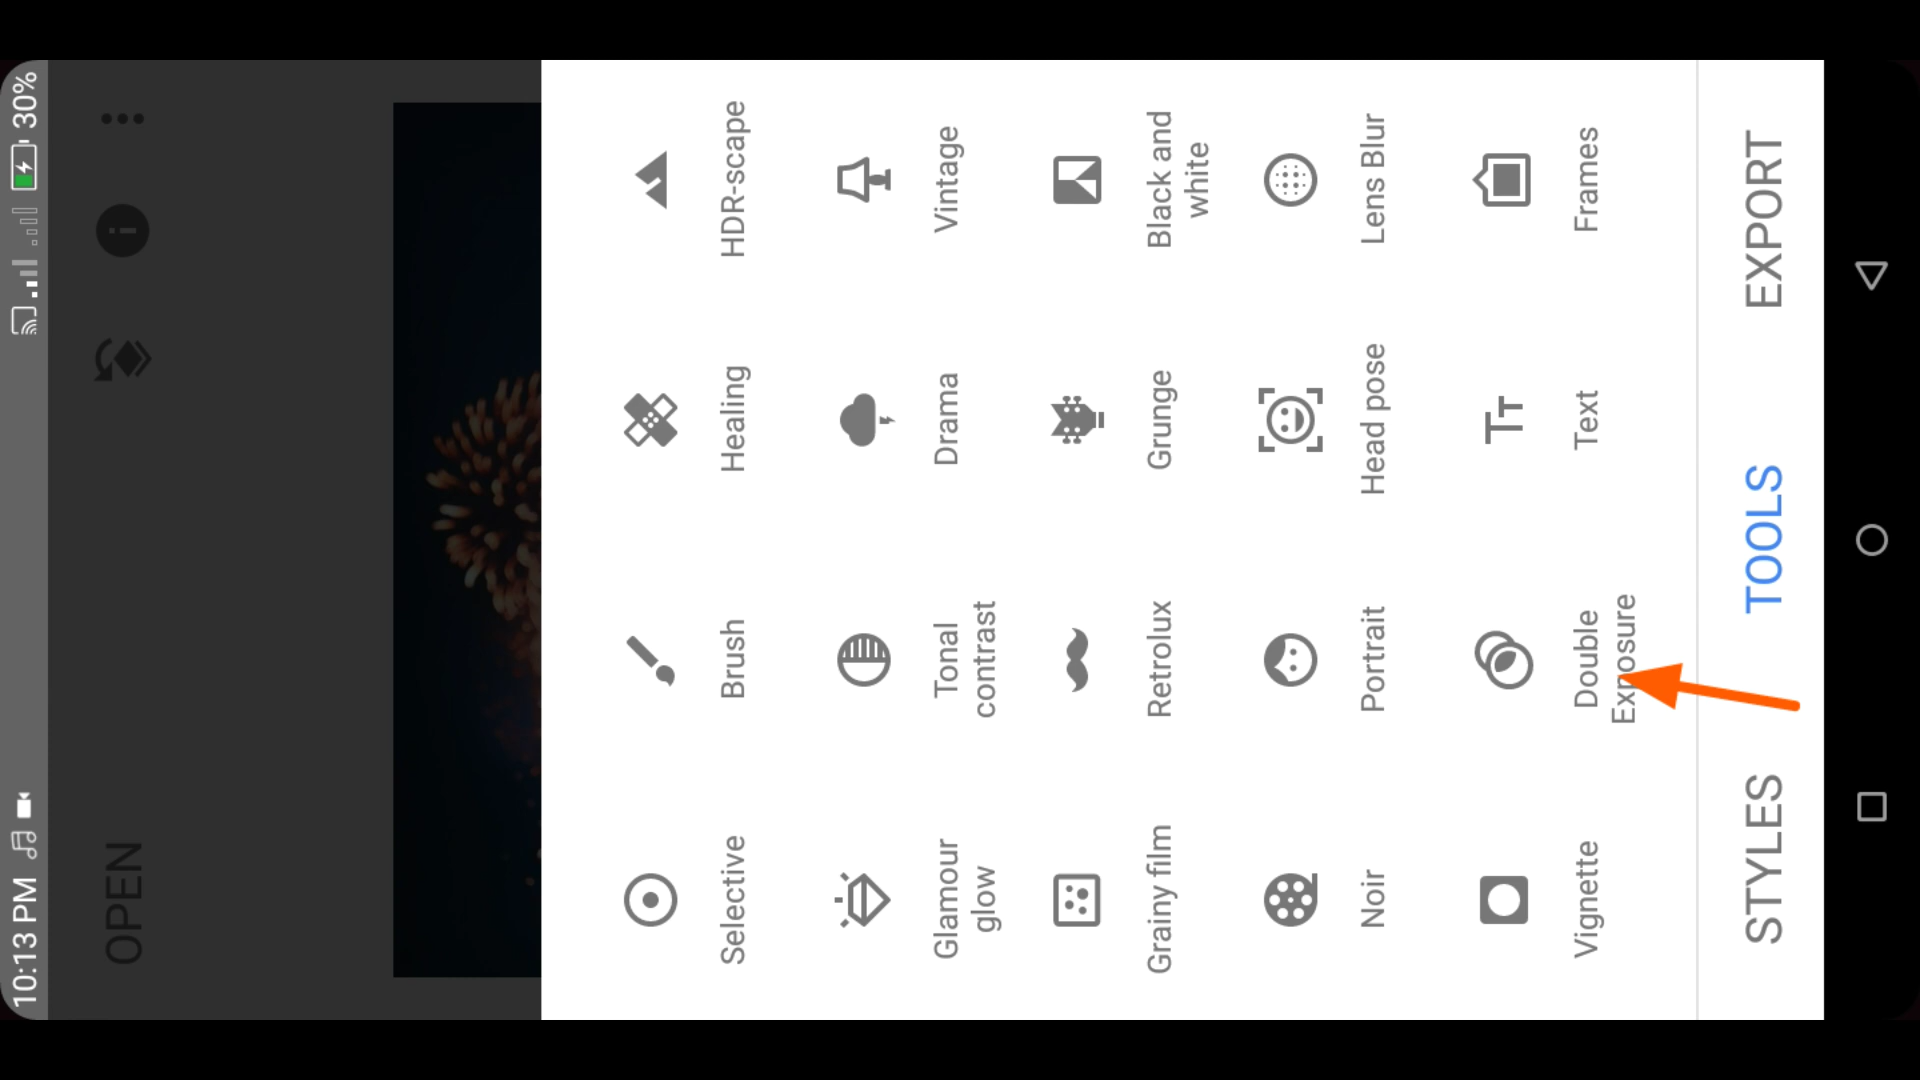 10:13 PM
30%
OPEN
Selective
Brush
Healing
HDR-scape
Glamour
glow
Tonal
contrast
Drama
Vintage
Grainy film
Retrolux
Grunge
Black and
white
Noir
Portrait
Head pose
Lens Blur
Vignette
Double
Exposure
Text
Frames
STYLES
TOOLS
EXPORT